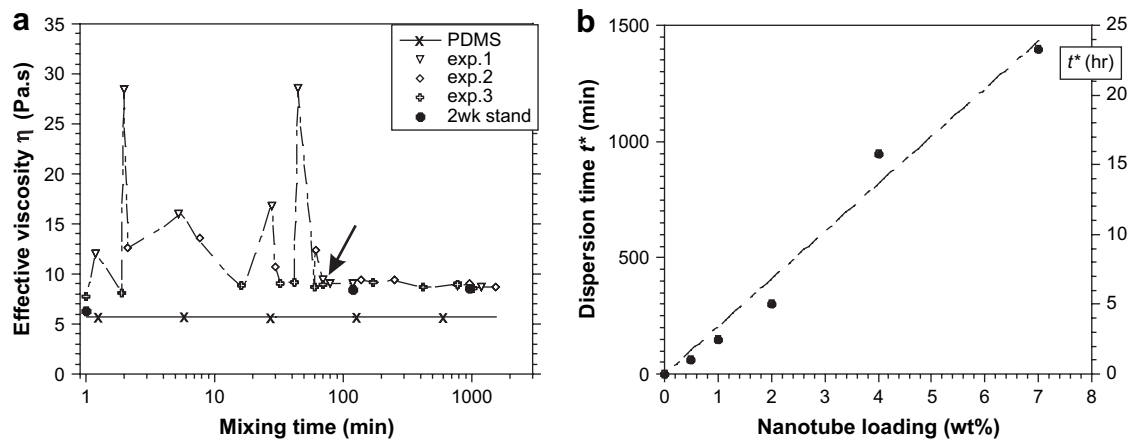 a
35
30
25
20
15
10
5
0
Effective viscosity η (Pa.s)
PDMS
exp.1
exp.2
exp.3
2wk stand
1 10 100 1000
Mixing time (min)
b
1500
1000
500
0
Dispersion time t* (min)
25
20
15
10
5
0
t* (hr)
0 1 2 3 4 5 6 7 8
Nanotube loading (wt%)